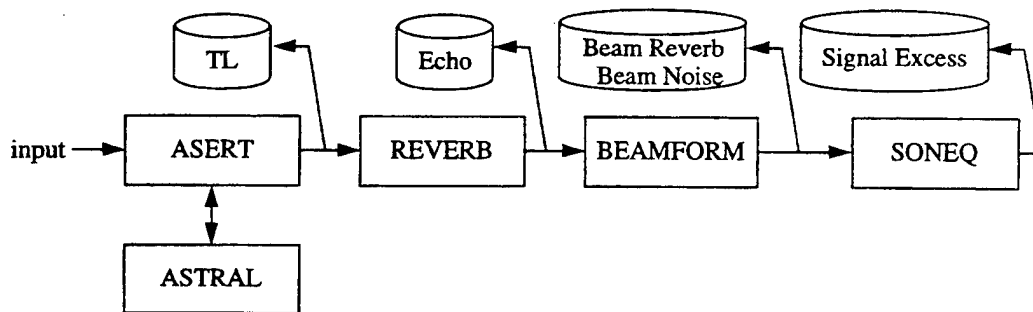 TL
Echo
Beam Reverb
Beam Noise
Signal Excess
input
ASERT
REVERB
BEAMFORM
SONEQ
ASTRAL